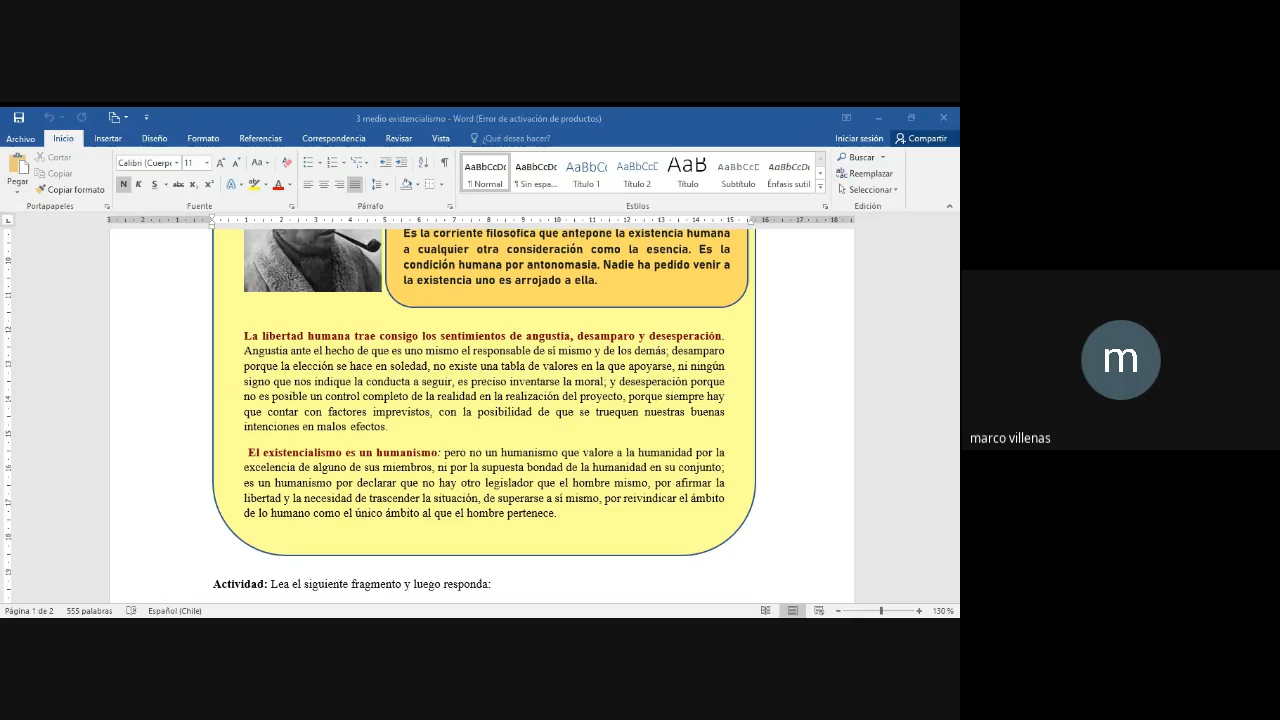 3 medio existencialismo - Word (Error de activación de productos)
Archivo Inicio Insertar Diseño Formato Referencias Correspondencia Revisar Vista ¿Qué desea hacer? Iniciar sesión Compartir
Pegar Cortar Copiar Copiar formato
Calibri (Cuerp 11
N K S abc x₂ x²
AaBbCcDc AaBbCcDc AaBbCc AaBbCcD AaB AaBbCcD AaBbCcDc
¶ Normal ¶ Sin espa... Título 1 Título 2 Título Subtítulo Énfasis sutil
Buscar Reemplazar Seleccionar
Portapapeles Fuente Párrafo Estilos Edición
Es la corriente filosófica que antepone la existencia humana
a cualquier otra consideración como la esencia. Es la
condición humana por antonomasia. Nadie ha pedido venir a
la existencia uno es arrojado a ella.
La libertad humana trae consigo los sentimientos de angustia, desamparo y desesperación.
Angustia ante el hecho de que es uno mismo el responsable de sí mismo y de los demás; desamparo
porque la elección se hace en soledad, no existe una tabla de valores en la que apoyarse, ni ningún
signo que nos indique la conducta a seguir, es preciso inventarse la moral; y desesperación porque
no es posible un control completo de la realidad en la realización del proyecto, porque siempre hay
que contar con factores imprevistos, con la posibilidad de que se truequen nuestras buenas
intenciones en malos efectos.
El existencialismo es un humanismo: pero no un humanismo que valore a la humanidad por la
excelencia de alguno de sus miembros, ni por la supuesta bondad de la humanidad en su conjunto;
es un humanismo por declarar que no hay otro legislador que el hombre mismo, por afirmar la
libertad y la necesidad de trascender la situación, de superarse a sí mismo, por reivindicar el ámbito
de lo humano como el único ámbito al que el hombre pertenece.
Actividad: Lea el siguiente fragmento y luego responda:
Página 1 de 2 555 palabras Español (Chile) 130 %
m
marco villenas